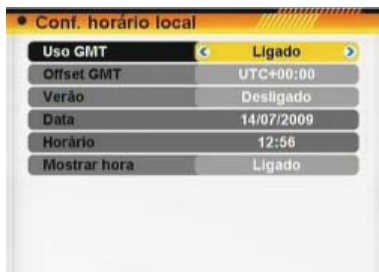 Conf. horário local
Uso GMT Ligado
Offset GMT UTC+00:00
Verão Desligado
Data 14/07/2009
Horário 12:56
Mostrar hora Ligado